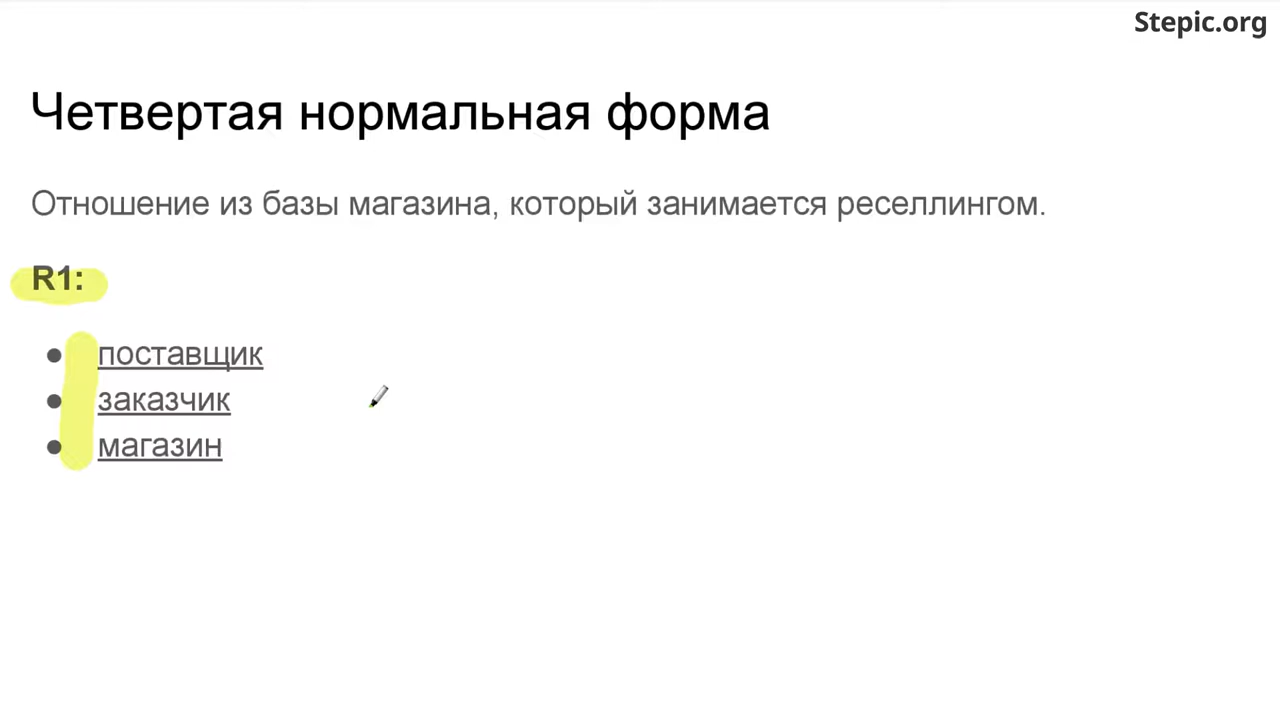 Stepic.org
Четвертая нормальная форма
Отношение из базы магазина, который занимается реселлингом.
R1:
● поставщик
● заказчик
● магазин